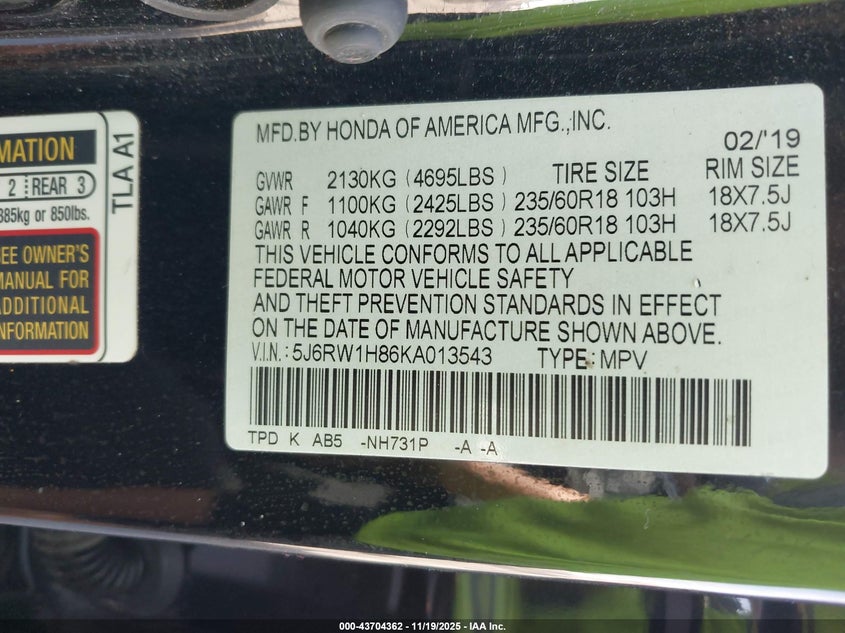 MATION
2 REAR 3
385kg or 850lbs.
SEE OWNER'S
MANUAL FOR
ADDITIONAL
INFORMATION
TLA A1
MFD.BY HONDA OF AMERICA MFG.,INC.
02/'19
GVWR 2130KG (4695LBS) TIRE SIZE RIM SIZE
GAWR F 1100KG (2425LBS) 235/60R18 103H 18X7.5J
GAWR R 1040KG (2292LBS) 235/60R18 103H 18X7.5J
THIS VEHICLE CONFORMS TO ALL APPLICABLE
FEDERAL MOTOR VEHICLE SAFETY
AND THEFT PREVENTION STANDARDS IN EFFECT
ON THE DATE OF MANUFACTURE SHOWN ABOVE.
V.I.N.: 5J6RW1H86KA013543 TYPE: MPV
TPD K AB5 -NH731P -A -A
000-43704362 - 11/19/2025 - IAA Inc.